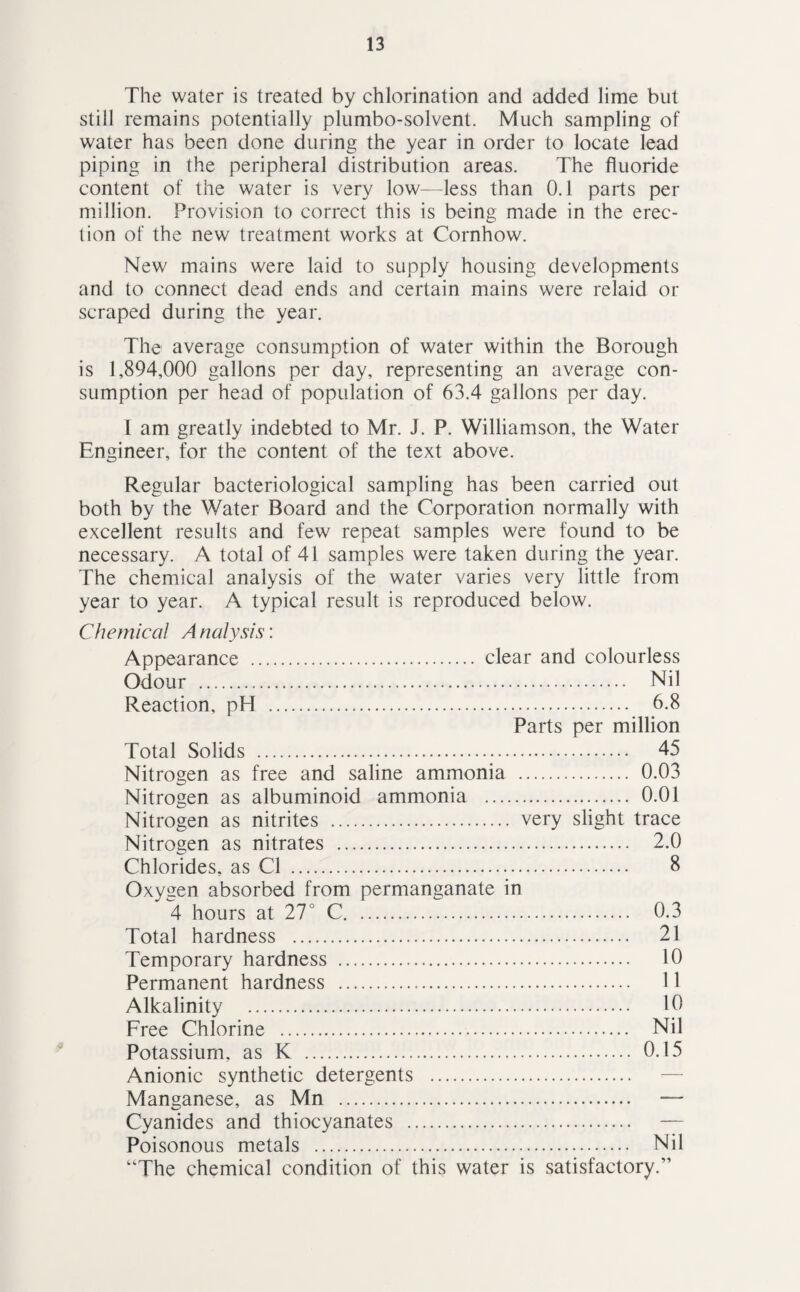 13
The water is treated by chlorination and added lime but
still remains potentially plumbo-solvent. Much sampling of
water has been done during the year in order to locate lead
piping in the peripheral distribution areas. The fluoride
content of the water is very low—less than 0.1 parts per
million. Provision to correct this is being made in the erec-
tion of the new treatment works at Cornhow.
New mains were laid to supply housing developments
and to connect dead ends and certain mains were relaid or
scraped during the year.
The average consumption of water within the Borough
is 1,894,000 gallons per day, representing an average con-
sumption per head of population of 63.4 gallons per day.
I am greatly indebted to Mr. J. P. Williamson, the Water
Engineer, for the content of the text above.
Regular bacteriological sampling has been carried out
both by the Water Board and the Corporation normally with
excellent results and few repeat samples were found to be
necessary. A total of 41 samples were taken during the year.
The chemical analysis of the water varies very little from
year to year. A typical result is reproduced below.
Chemical Analysis:
Appearance ................................. clear and colourless
Odour ............................................................... Nil
Reaction, pH ..................................................... 6.8
Parts per million
Total Solids ....................................................... 45
Nitrogen as free and saline ammonia ................ 0.03
Nitrogen as albuminoid ammonia ..................... 0.01
Nitrogen as nitrites .......................... very slight trace
Nitrogen as nitrates ........................................... 2.0
Chlorides, as Cl .................................................. 8
Oxygen absorbed from permanganate in
4 hours at 27° C. ........................................ 0.3
Total hardness .................................................. 21
Temporary hardness ........................................... 10
Permanent hardness ........................................... 11
Alkalinity ......................................................... 10
Free Chlorine .................................................... Nil
Potassium, as K ................................................ 0.15
Anionic synthetic detergents .............................. —
Manganese, as Mn ........................................... —
Cyanides and thiocyanates ................................. —
Poisonous metals .............................................. Nil
“The chemical condition of this water is satisfactory.”